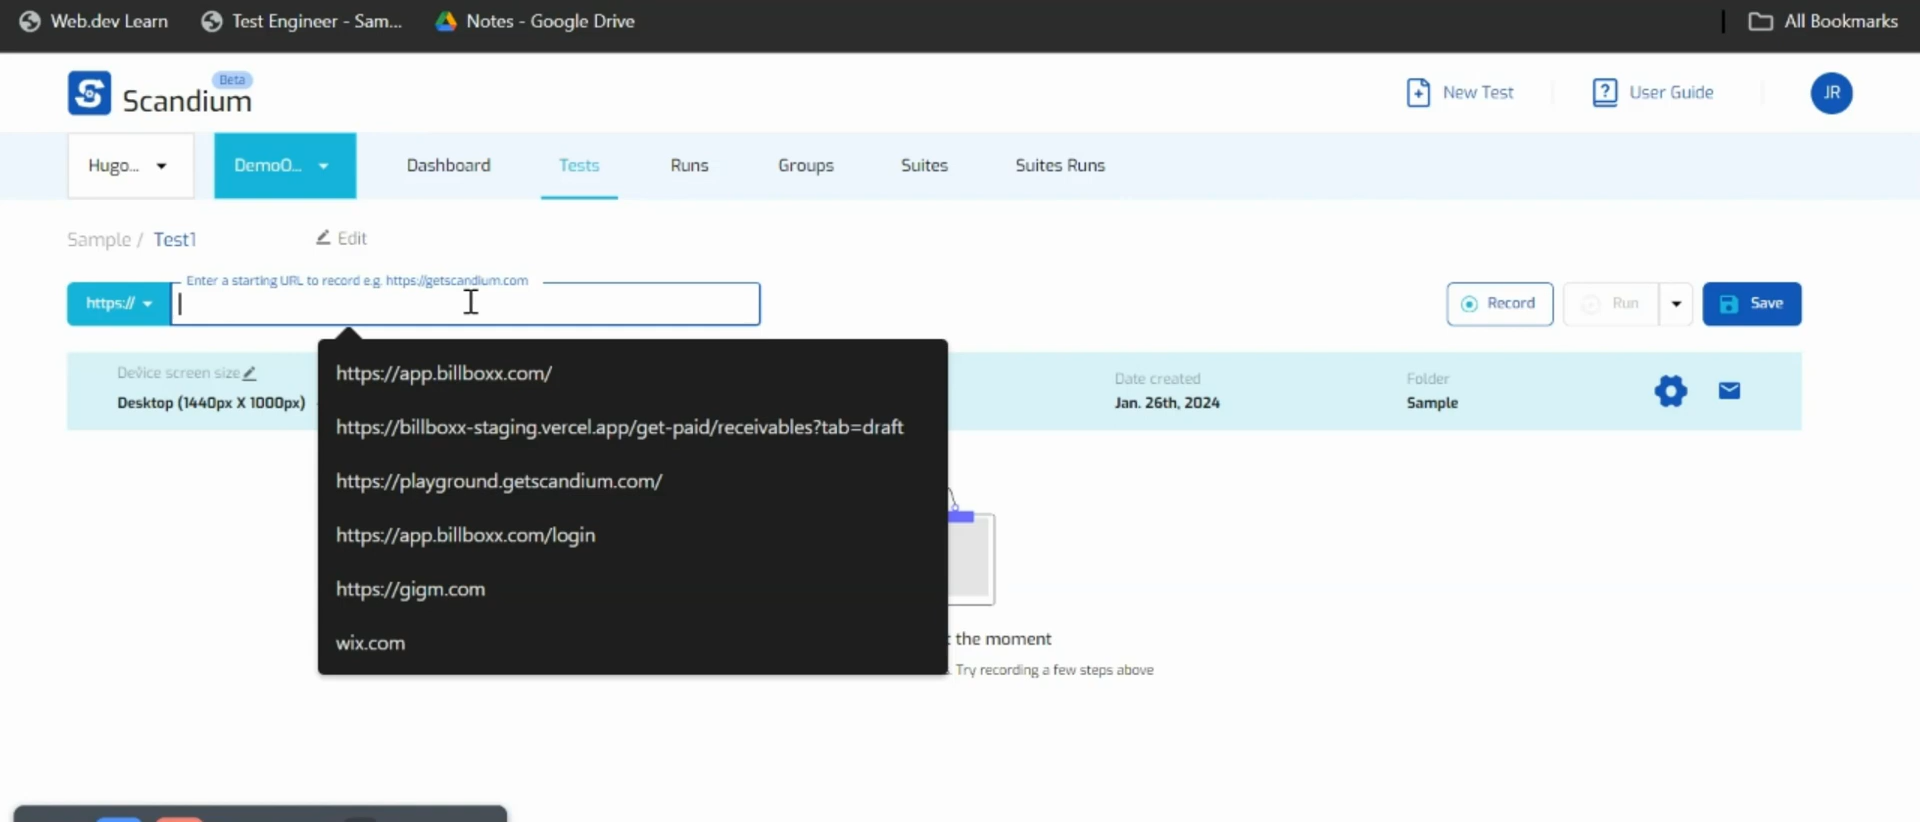 Web.dev Learn
Test Engineer - Sam...
Notes - Google Drive
All Bookmarks
Scandium
Beta
New Test
User Guide
JR
Hugo...
DemoO...
Dashboard
Tests
Runs
Groups
Suites
Suites Runs
Sample / Test1
Edit
Enter a starting URL to record e.g. https://getscandium.com
https://
Record
Run
Save
https://app.billboxx.com/
https://billboxx-staging.vercel.app/get-paid/receivables?tab=draft
https://playground.getscandium.com/
https://app.billboxx.com/login
https://gigm.com
wix.com
Device screen size
Desktop (1440px X 1000px)
Date created
Jan. 26th, 2024
Folder
Sample
the moment
Try recording a few steps above